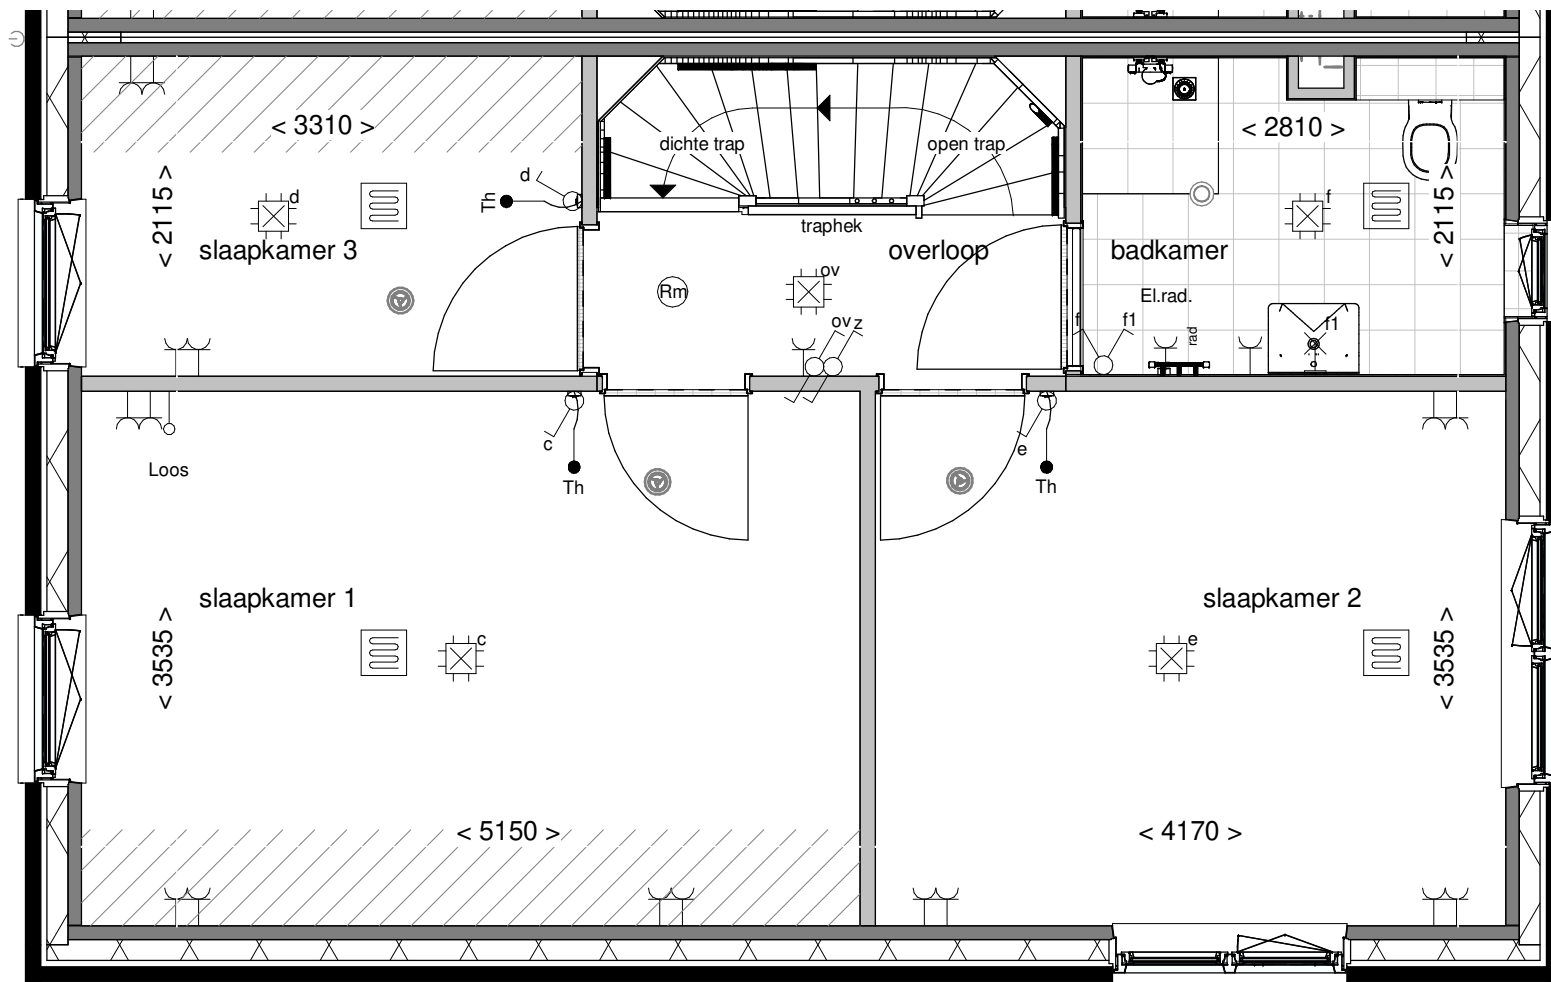 < 3310 >
dichte trap
open trap
< 2810 >
< 2115 >
d
Th
d
traphek
f
< 2115 >
slaapkamer 3
overloop
badkamer
Rm
ov
El.rad.
ov z
f
f1
rad
f1
Loos
c
Th
e
Th
slaapkamer 1
slaapkamer 2
< 3535 >
c
e
< 3535 >
< 5150 >
< 4170 >